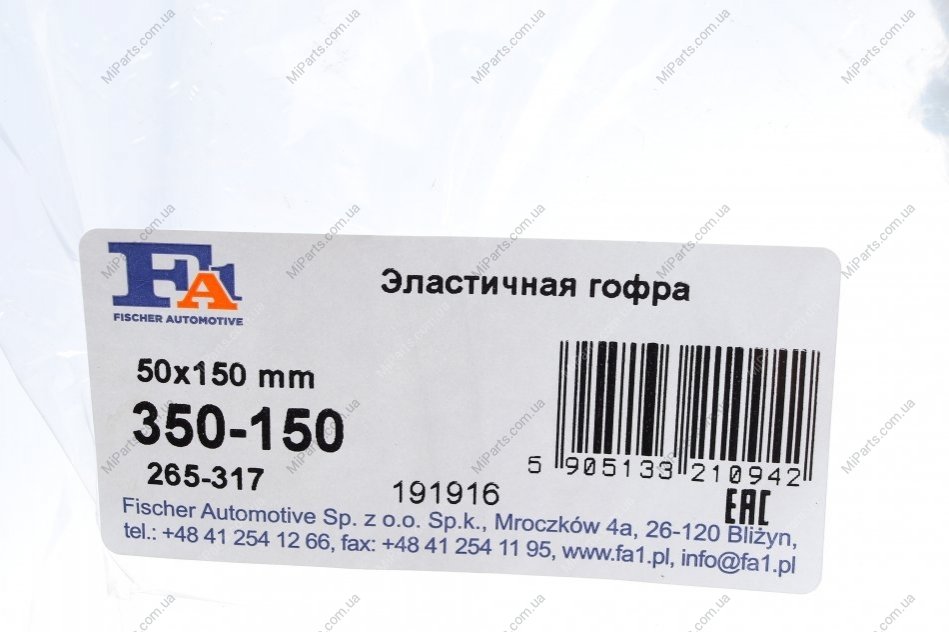 FA1
FISCHER AUTOMOTIVE
Эластичная гофра
50x150 mm
350-150
265-317
191916
5 905133 210942
EAC
Fischer Automotive Sp. z o.o. Sp.k., Mroczków 4a, 26-120 Bliżyn,
tel.: +48 41 254 12 66, fax: +48 41 254 11 95, www.fa1.pl, info@fa1.pl
MiParts.com.ua